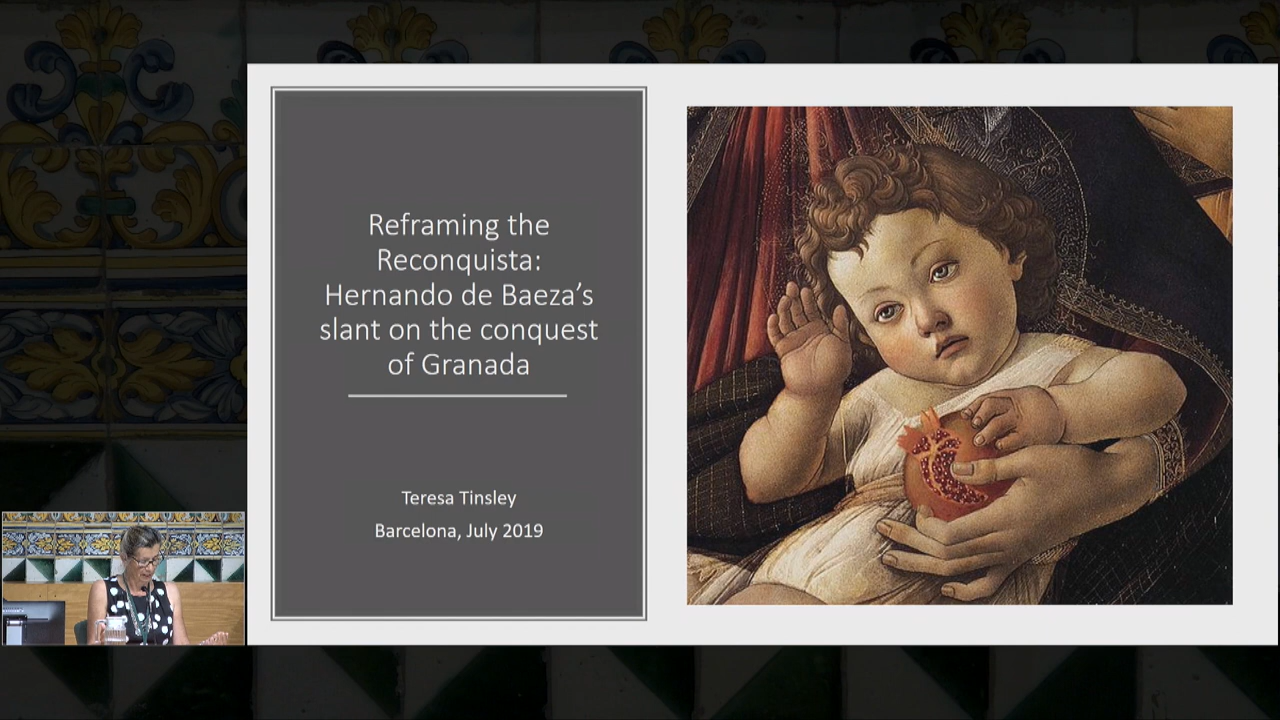 Reframing the
Reconquista:
Hernando de Baeza’s
slant on the conquest
of Granada
Teresa Tinsley
Barcelona, July 2019